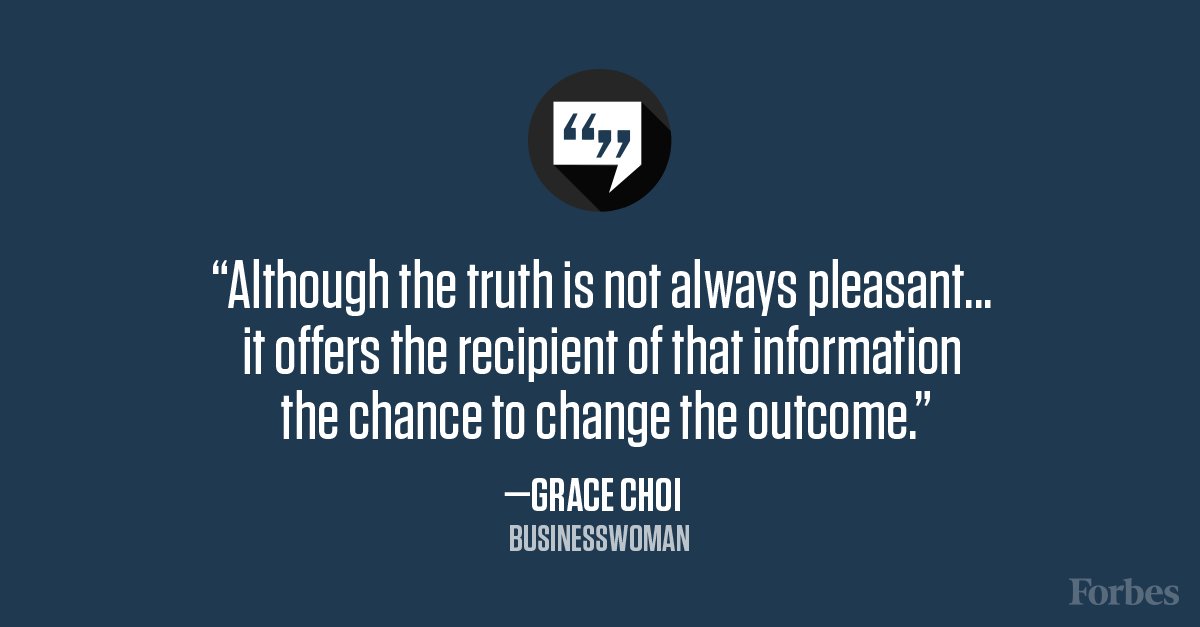 “Although the truth is not always pleasant...
it offers the recipient of that information
the chance to change the outcome.”
—GRACE CHOI
BUSINESSWOMAN
Forbes